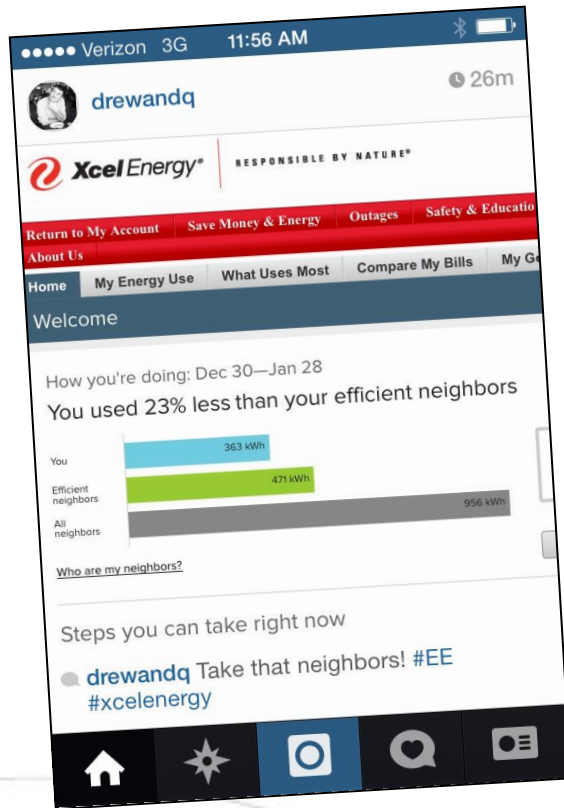 Verizon 3G 11:56 AM
drewandq 26m
Xcel Energy® RESPONSIBLE BY NATURE®
Return to My Account Save Money & Energy Outages Safety & Educatio
About Us
Home My Energy Use What Uses Most Compare My Bills My Ge
Welcome
How you're doing: Dec 30—Jan 28
You used 23% less than your efficient neighbors
You 363 kWh
Efficient
neighbors 471 kWh
All
neighbors 956 kWh
Who are my neighbors?
Steps you can take right now
drewandq Take that neighbors! #EE
#xcelenergy